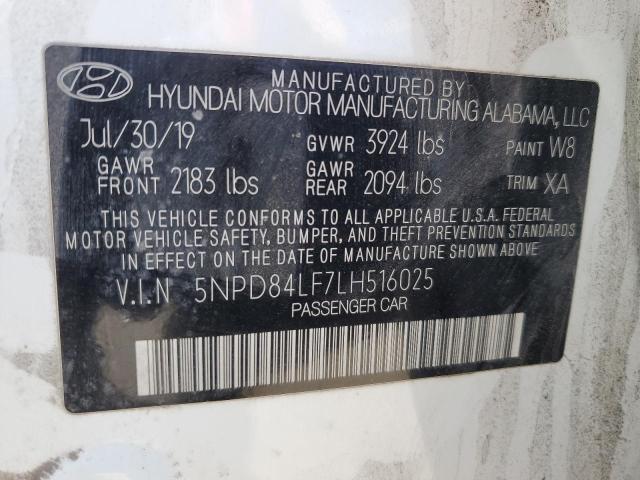 MANUFACTURED BY
HYUNDAI MOTOR MANUFACTURING ALABAMA, LLC
Jul/30/19 GVWR 3924 lbs PAINT W8
GAWR FRONT 2183 lbs GAWR REAR 2094 lbs TRIM XA
THIS VEHICLE CONFORMS TO ALL APPLICABLE U.S.A. FEDERAL
MOTOR VEHICLE SAFETY, BUMPER, AND THEFT PREVENTION STANDARDS
IN EFFECT ON THE DATE OF MANUFACTURE SHOWN ABOVE.
V.I.N 5NPD84LF7LH516025
PASSENGER CAR